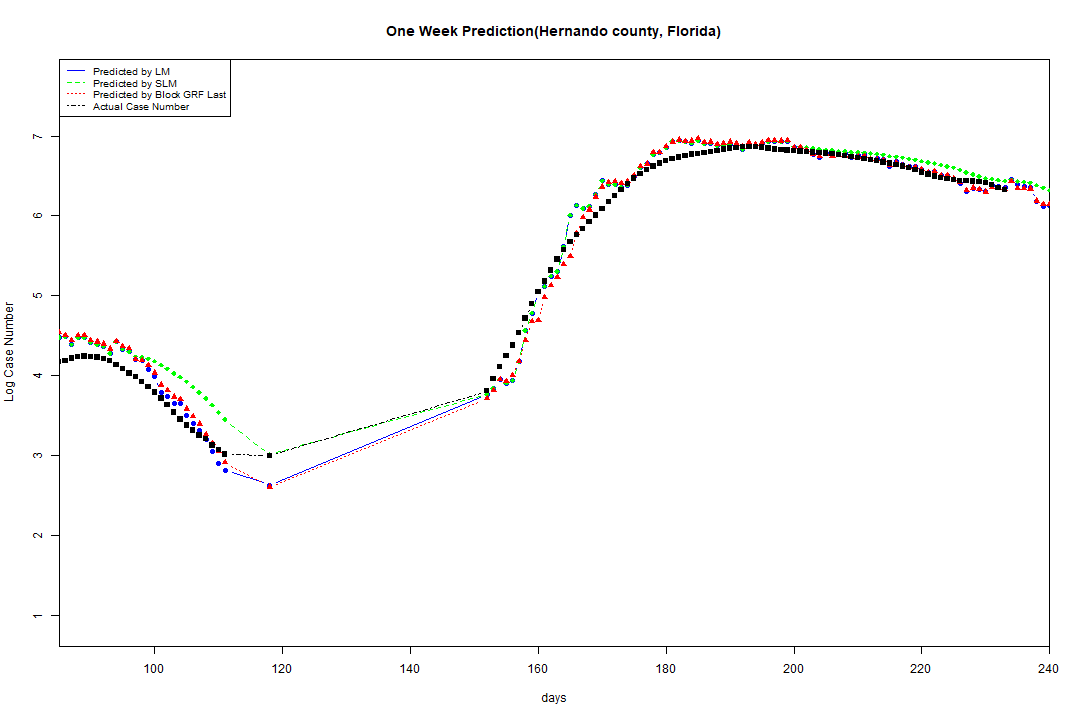 One Week Prediction(Hernando county, Florida)
Predicted by LM
Predicted by SLM
Predicted by Block GRF Last
Actual Case Number
7
6
5
4
3
2
1
Log Case Number
100 120 140 160 180 200 220 240
days